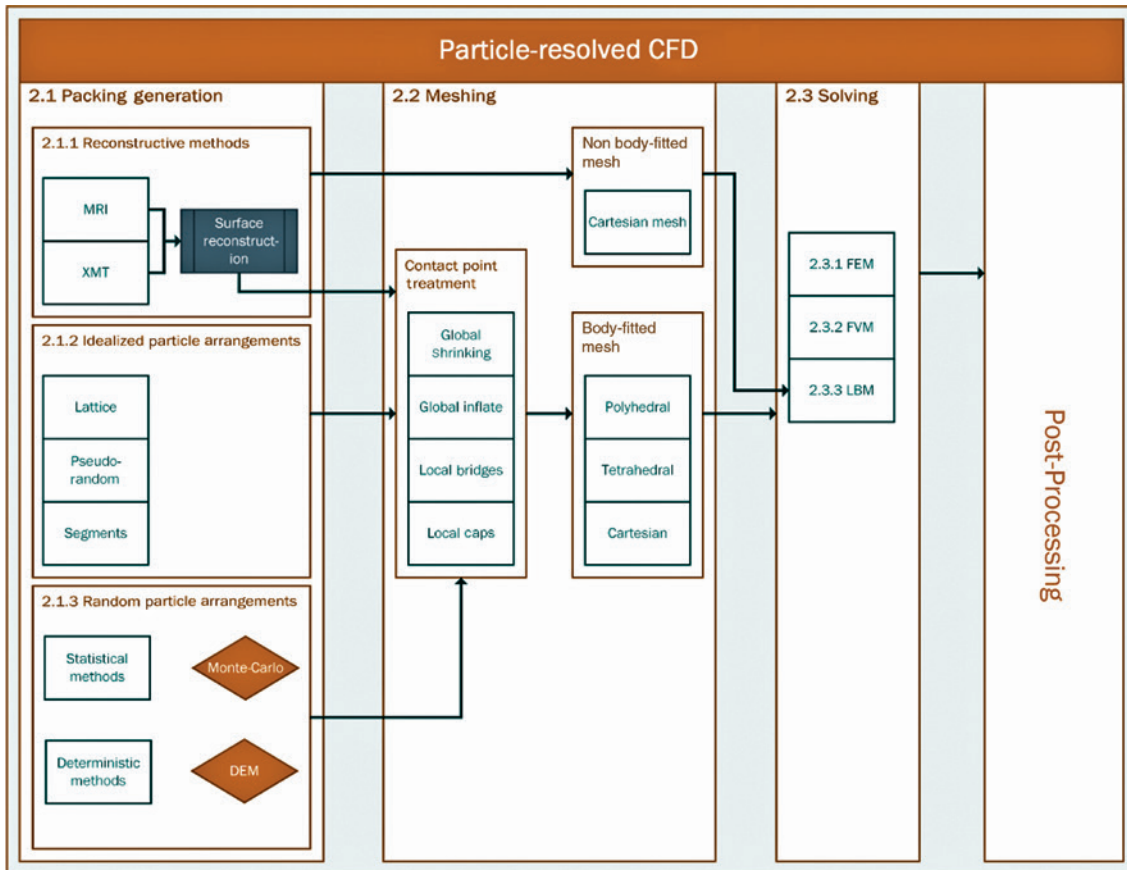 Particle-resolved CFD
2.1 Packing generation
2.1.1 Reconstructive methods
MRI
XMT
Surface
reconstruct-
ion
2.1.2 Idealized particle arrangements
Lattice
Pseudo-
random
Segments
2.1.3 Random particle arrangements
Statistical
methods
Monte-Carlo
Deterministic
methods
DEM
2.2 Meshing
Non body-fitted
mesh
Cartesian mesh
Contact point
treatment
Global
shrinking
Global inflate
Local bridges
Local caps
Body-fitted
mesh
Polyhedral
Tetrahedral
Cartesian
2.3 Solving
2.3.1 FEM
2.3.2 FVM
2.3.3 LBM
Post-Processing